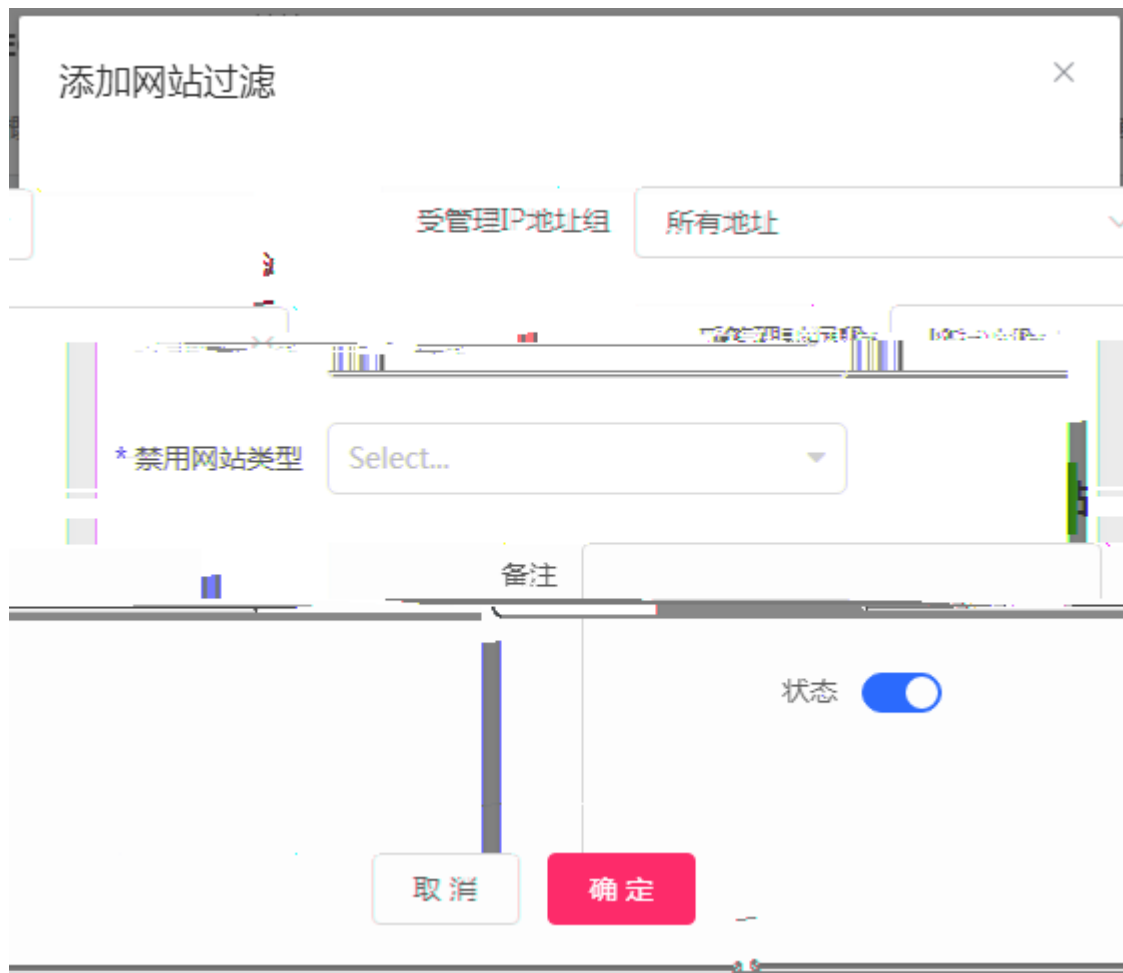 添加网站过滤
受管理IP地址组 所有地址
* 禁用网站类型 Select...
备注
状态
取 消 确 定